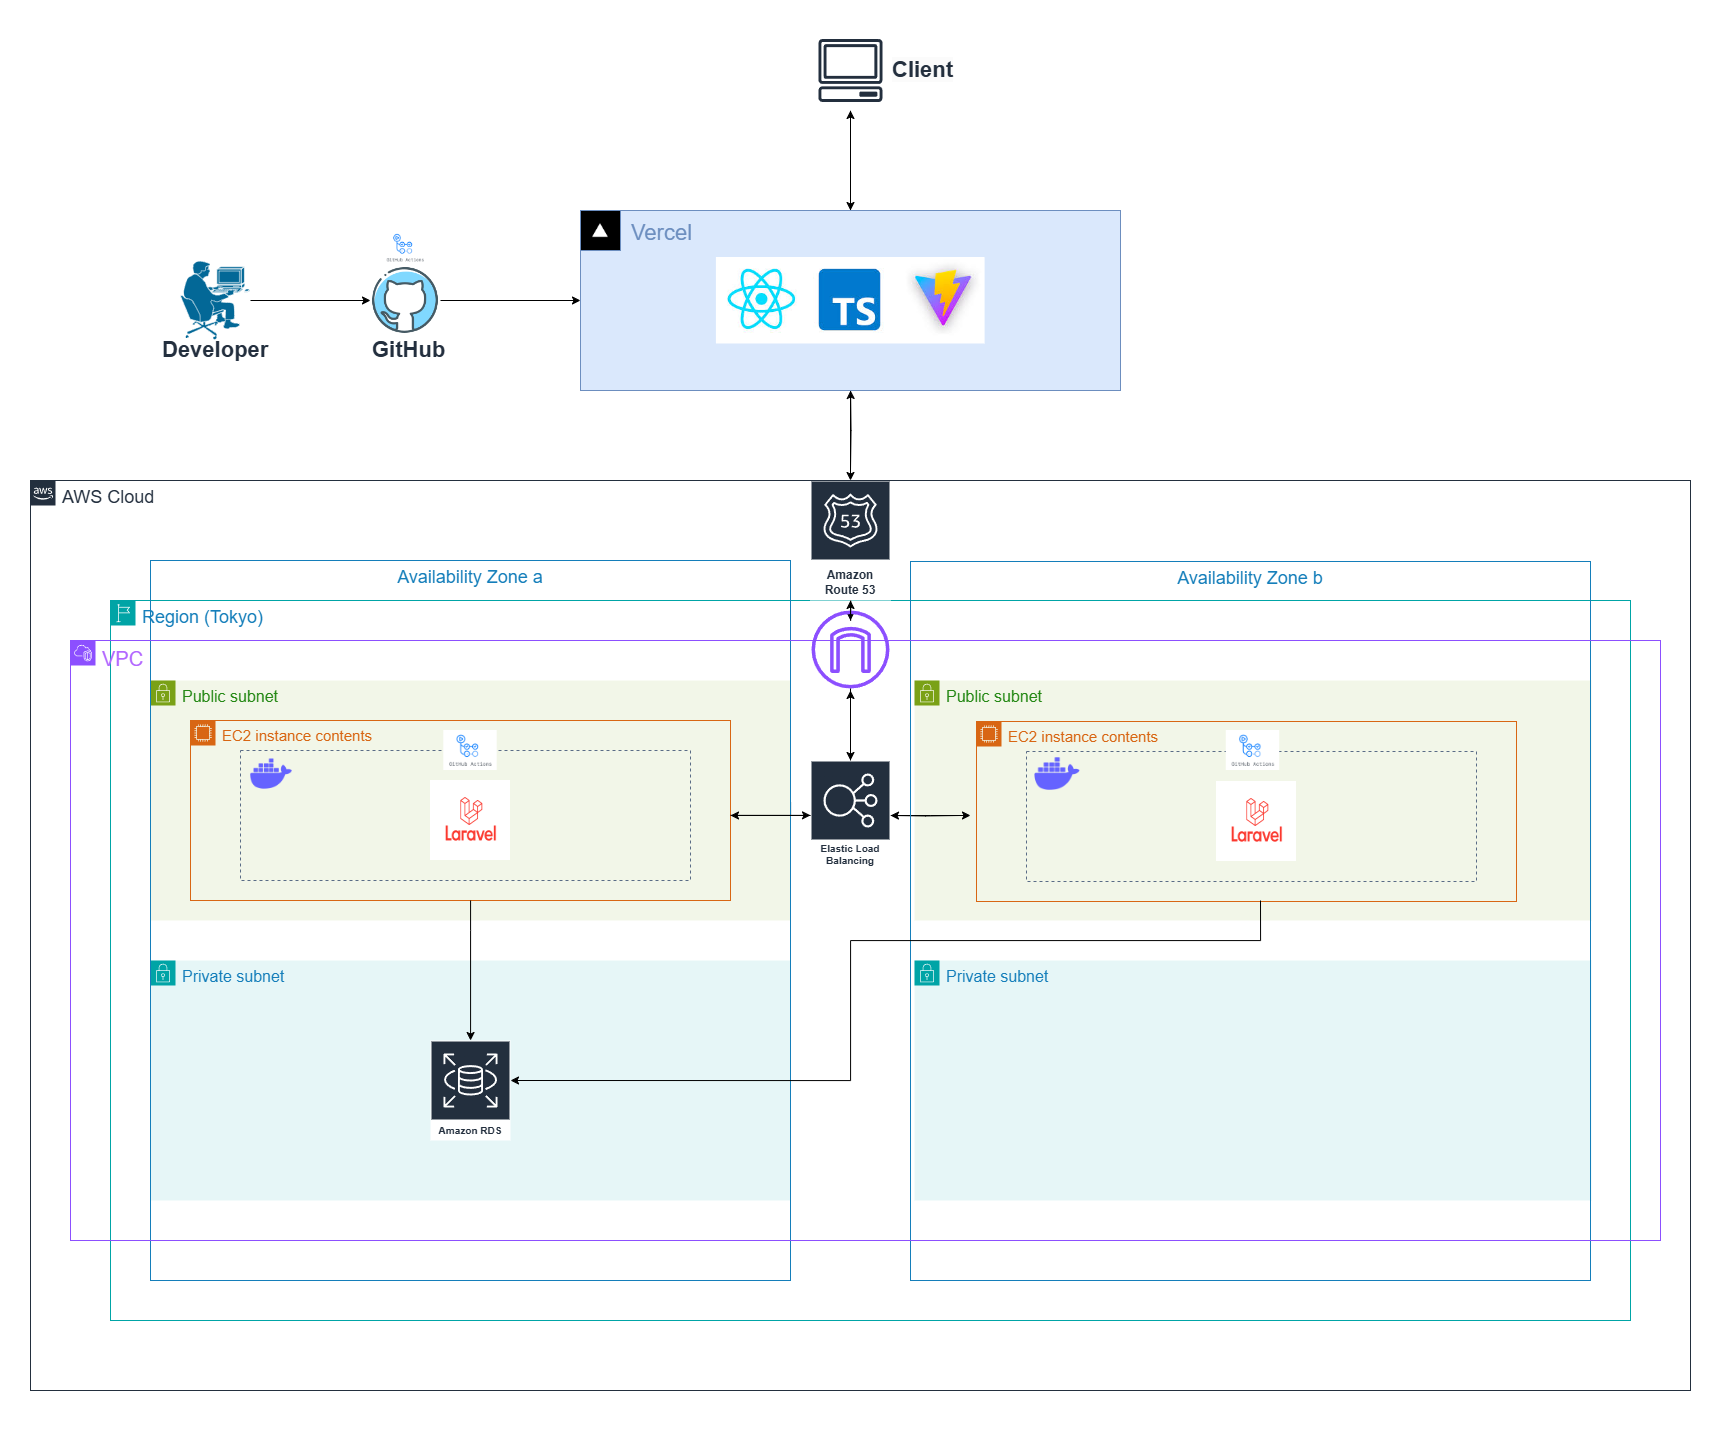 Client
Vercel
TS
GitHub Actions
Developer
GitHub
aws
AWS Cloud
53
Amazon
Route 53
Availability Zone a
Availability Zone b
Region (Tokyo)
VPC
Public subnet
Public subnet
EC2 instance contents
EC2 instance contents
GitHub Actions
GitHub Actions
Laravel
Laravel
Elastic Load
Balancing
Private subnet
Private subnet
Amazon RDS